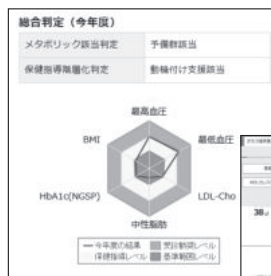 総合判定（今年度）
メタボリック該当判定 予備群該当
保健指導階層化判定 動機付け支援該当
最高血圧
BMI 最低血圧
HbA1c(NGSP) LDL-Cho
中性脂肪
今年度の結果 受診勧奨レベル
保健指導レベル 基準範囲レベル
38